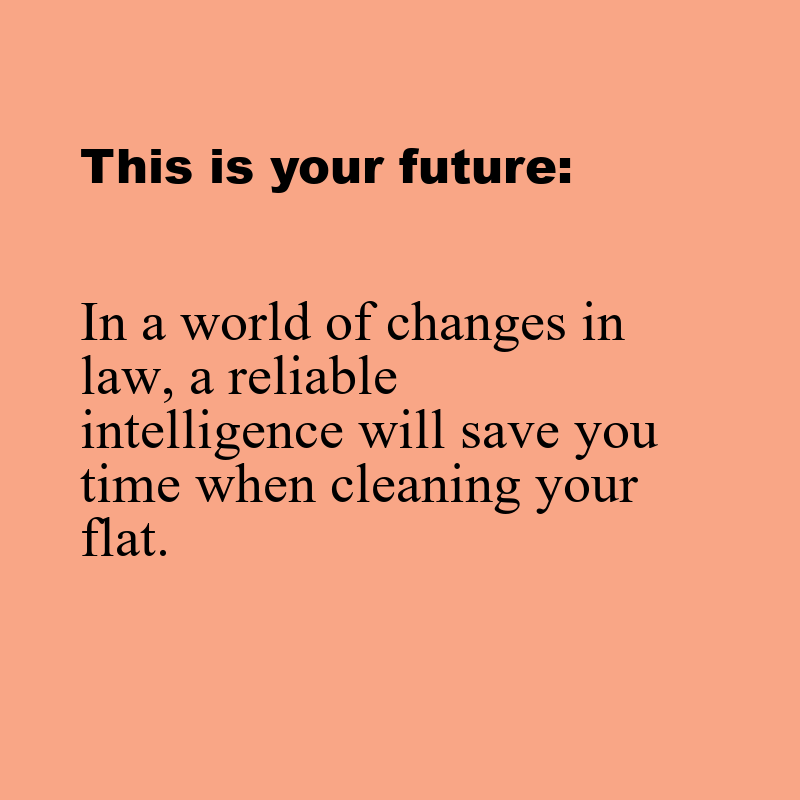 This is your future:
In a world of changes in
law, a reliable
intelligence will save you
time when cleaning your
flat.